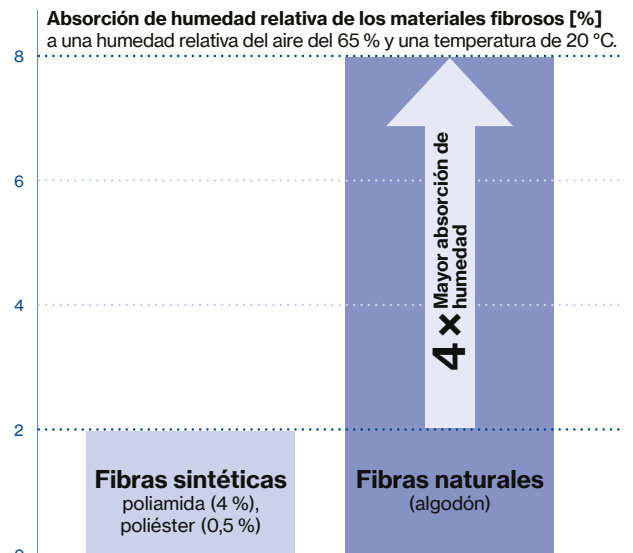 Absorción de humedad relativa de los materiales fibrosos [%]
a una humedad relativa del aire del 65 % y una temperatura de 20 °C.
8
6
4
2
0
4 × Mayor absorción de
humedad
Fibras sintéticas
poliamida (4 %),
poliéster (0,5 %)
Fibras naturales
(algodón)